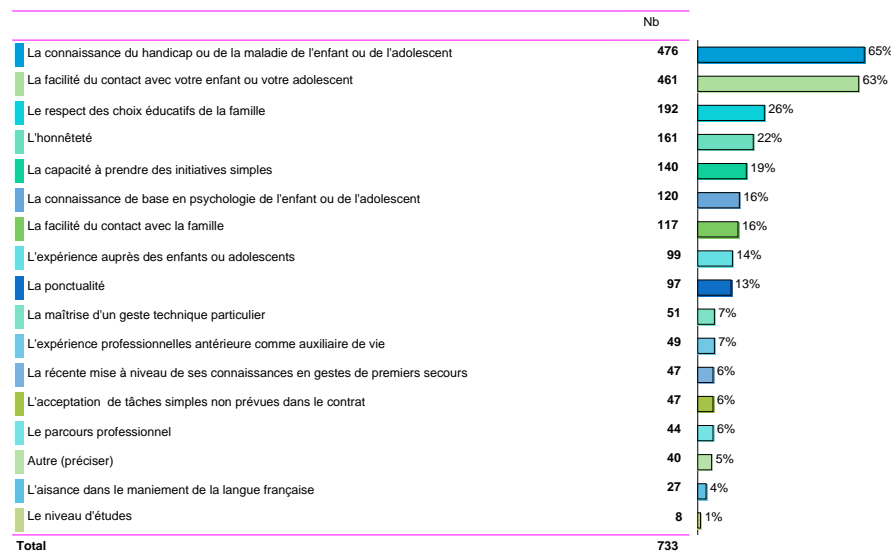 Nb
La connaissance du handicap ou de la maladie de l'enfant ou de l'adolescent 476 65%
La facilité du contact avec votre enfant ou votre adolescent 461 63%
Le respect des choix éducatifs de la famille 192 26%
L'honnêteté 161 22%
La capacité à prendre des initiatives simples 140 19%
La connaissance de base en psychologie de l'enfant ou de l'adolescent 120 16%
La facilité du contact avec la famille 117 16%
L'expérience auprès des enfants ou adolescents 99 14%
La ponctualité 97 13%
La maîtrise d'un geste technique particulier 51 7%
L'expérience professionnelles antérieure comme auxiliaire de vie 49 7%
La récente mise à niveau de ses connaissances en gestes de premiers secours 47 6%
L'acceptation de tâches simples non prévues dans le contrat 47 6%
Le parcours professionnel 44 6%
Autre (préciser) 40 5%
L'aisance dans le maniement de la langue française 27 4%
Le niveau d'études 8 1%
Total 733